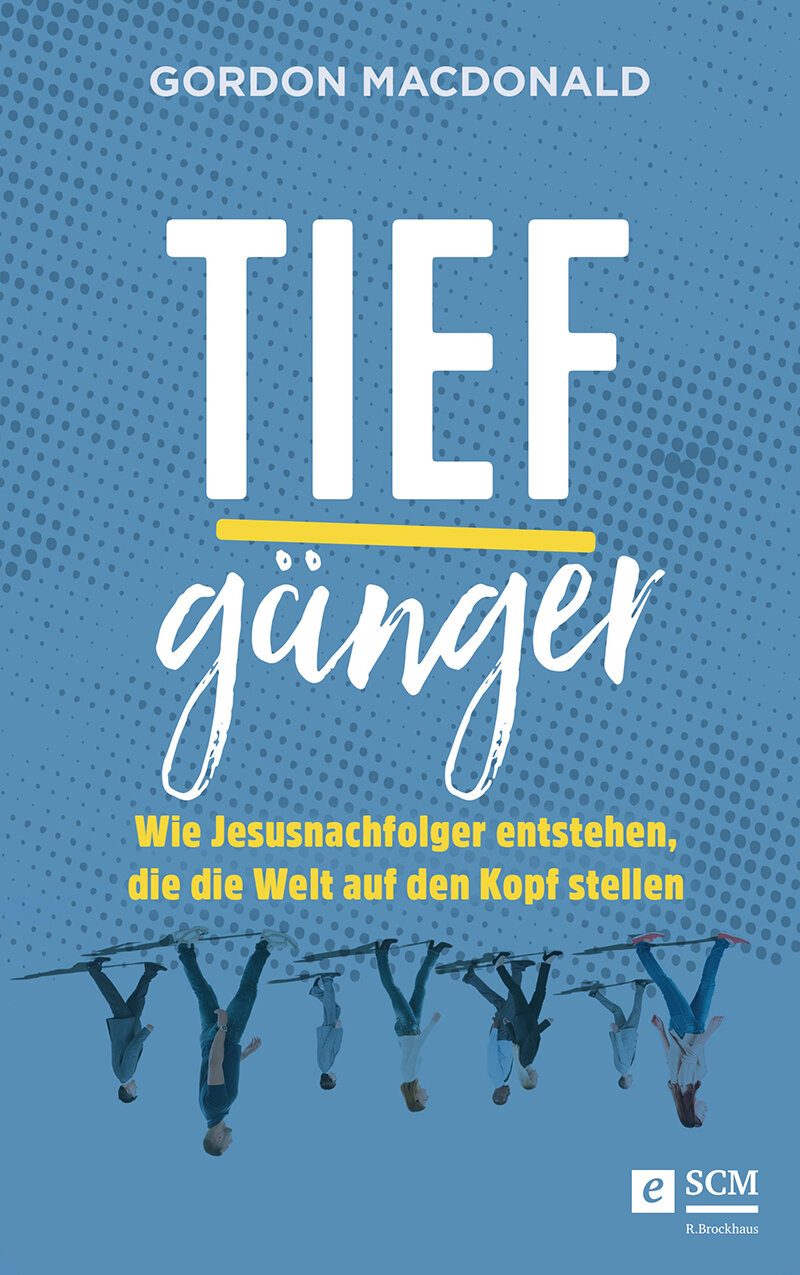 GORDON MACDONALD
TIEF
gänger
Wie Jesusnachfolger entstehen,
die die Welt auf den Kopf stellen
e SCM
R.Brockhaus